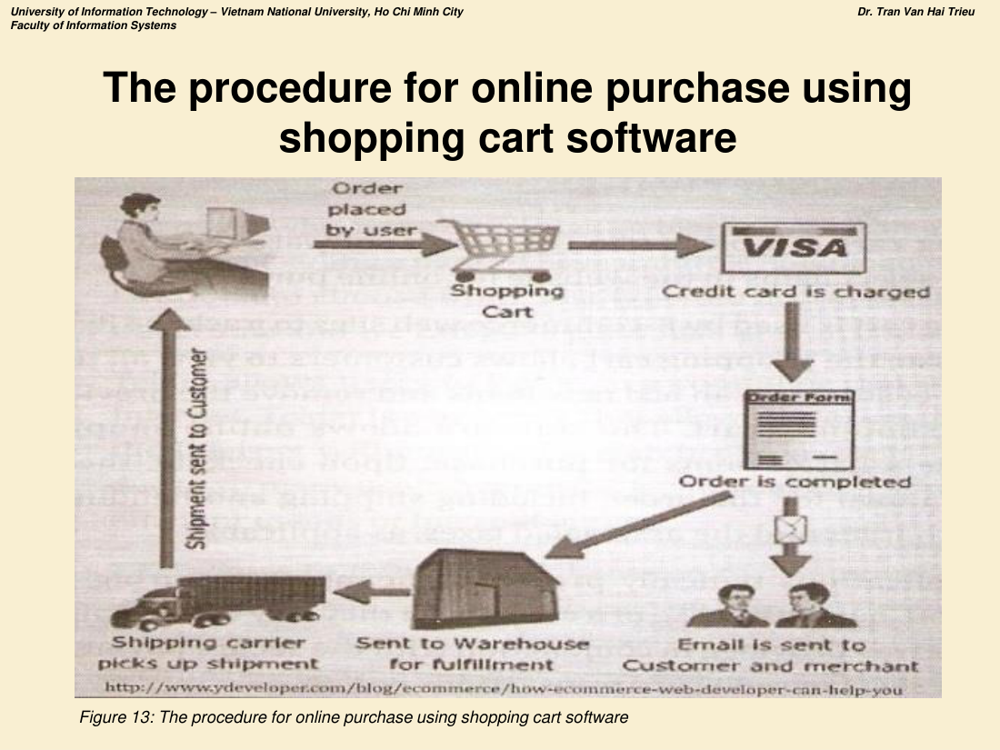 University of Information Technology – Vietnam National University, Ho Chi Minh City
Faculty of Information Systems
Dr. Tran Van Hai Trieu
The procedure for online purchase using
shopping cart software
Order
placed
by user
VISA
Shopping
Cart
Credit card is charged
Shipment sent to Customer
Order Form
Order is completed
Shipping carrier
picks up shipment
Sent to Warehouse
for fulfillment
Email is sent to
Customer and merchant
http://www.ydeveloper.com/blog/ecommerce/how-ecommerce-web-developer-can-help-you
Figure 13: The procedure for online purchase using shopping cart software